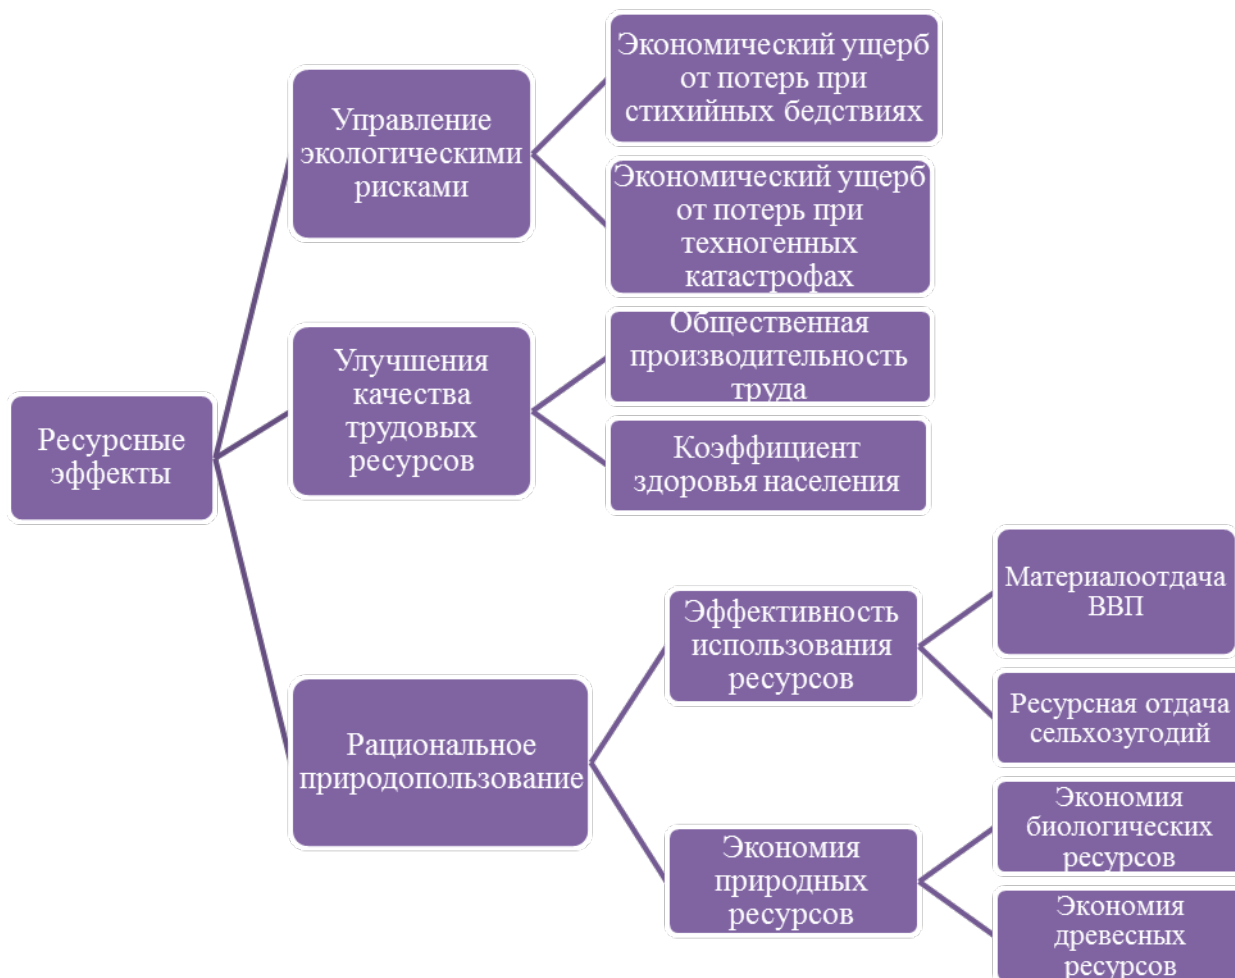 Ресурсные
эффекты
Управление
экологическими
рисками
Экономический ущерб
от потерь при
стихийных бедствиях
Экономический ущерб
от потерь при
техногенных
катастрофах
Улучшения
качества
трудовых
ресурсов
Общественная
производительность
труда
Коэффициент
здоровья населения
Рациональное
природопользование
Эффективность
использования
ресурсов
Материалоотдача
ВВП
Ресурсная отдача
сельхозугодий
Экономия
природных
ресурсов
Экономия
биологических
ресурсов
Экономия
древесных
ресурсов